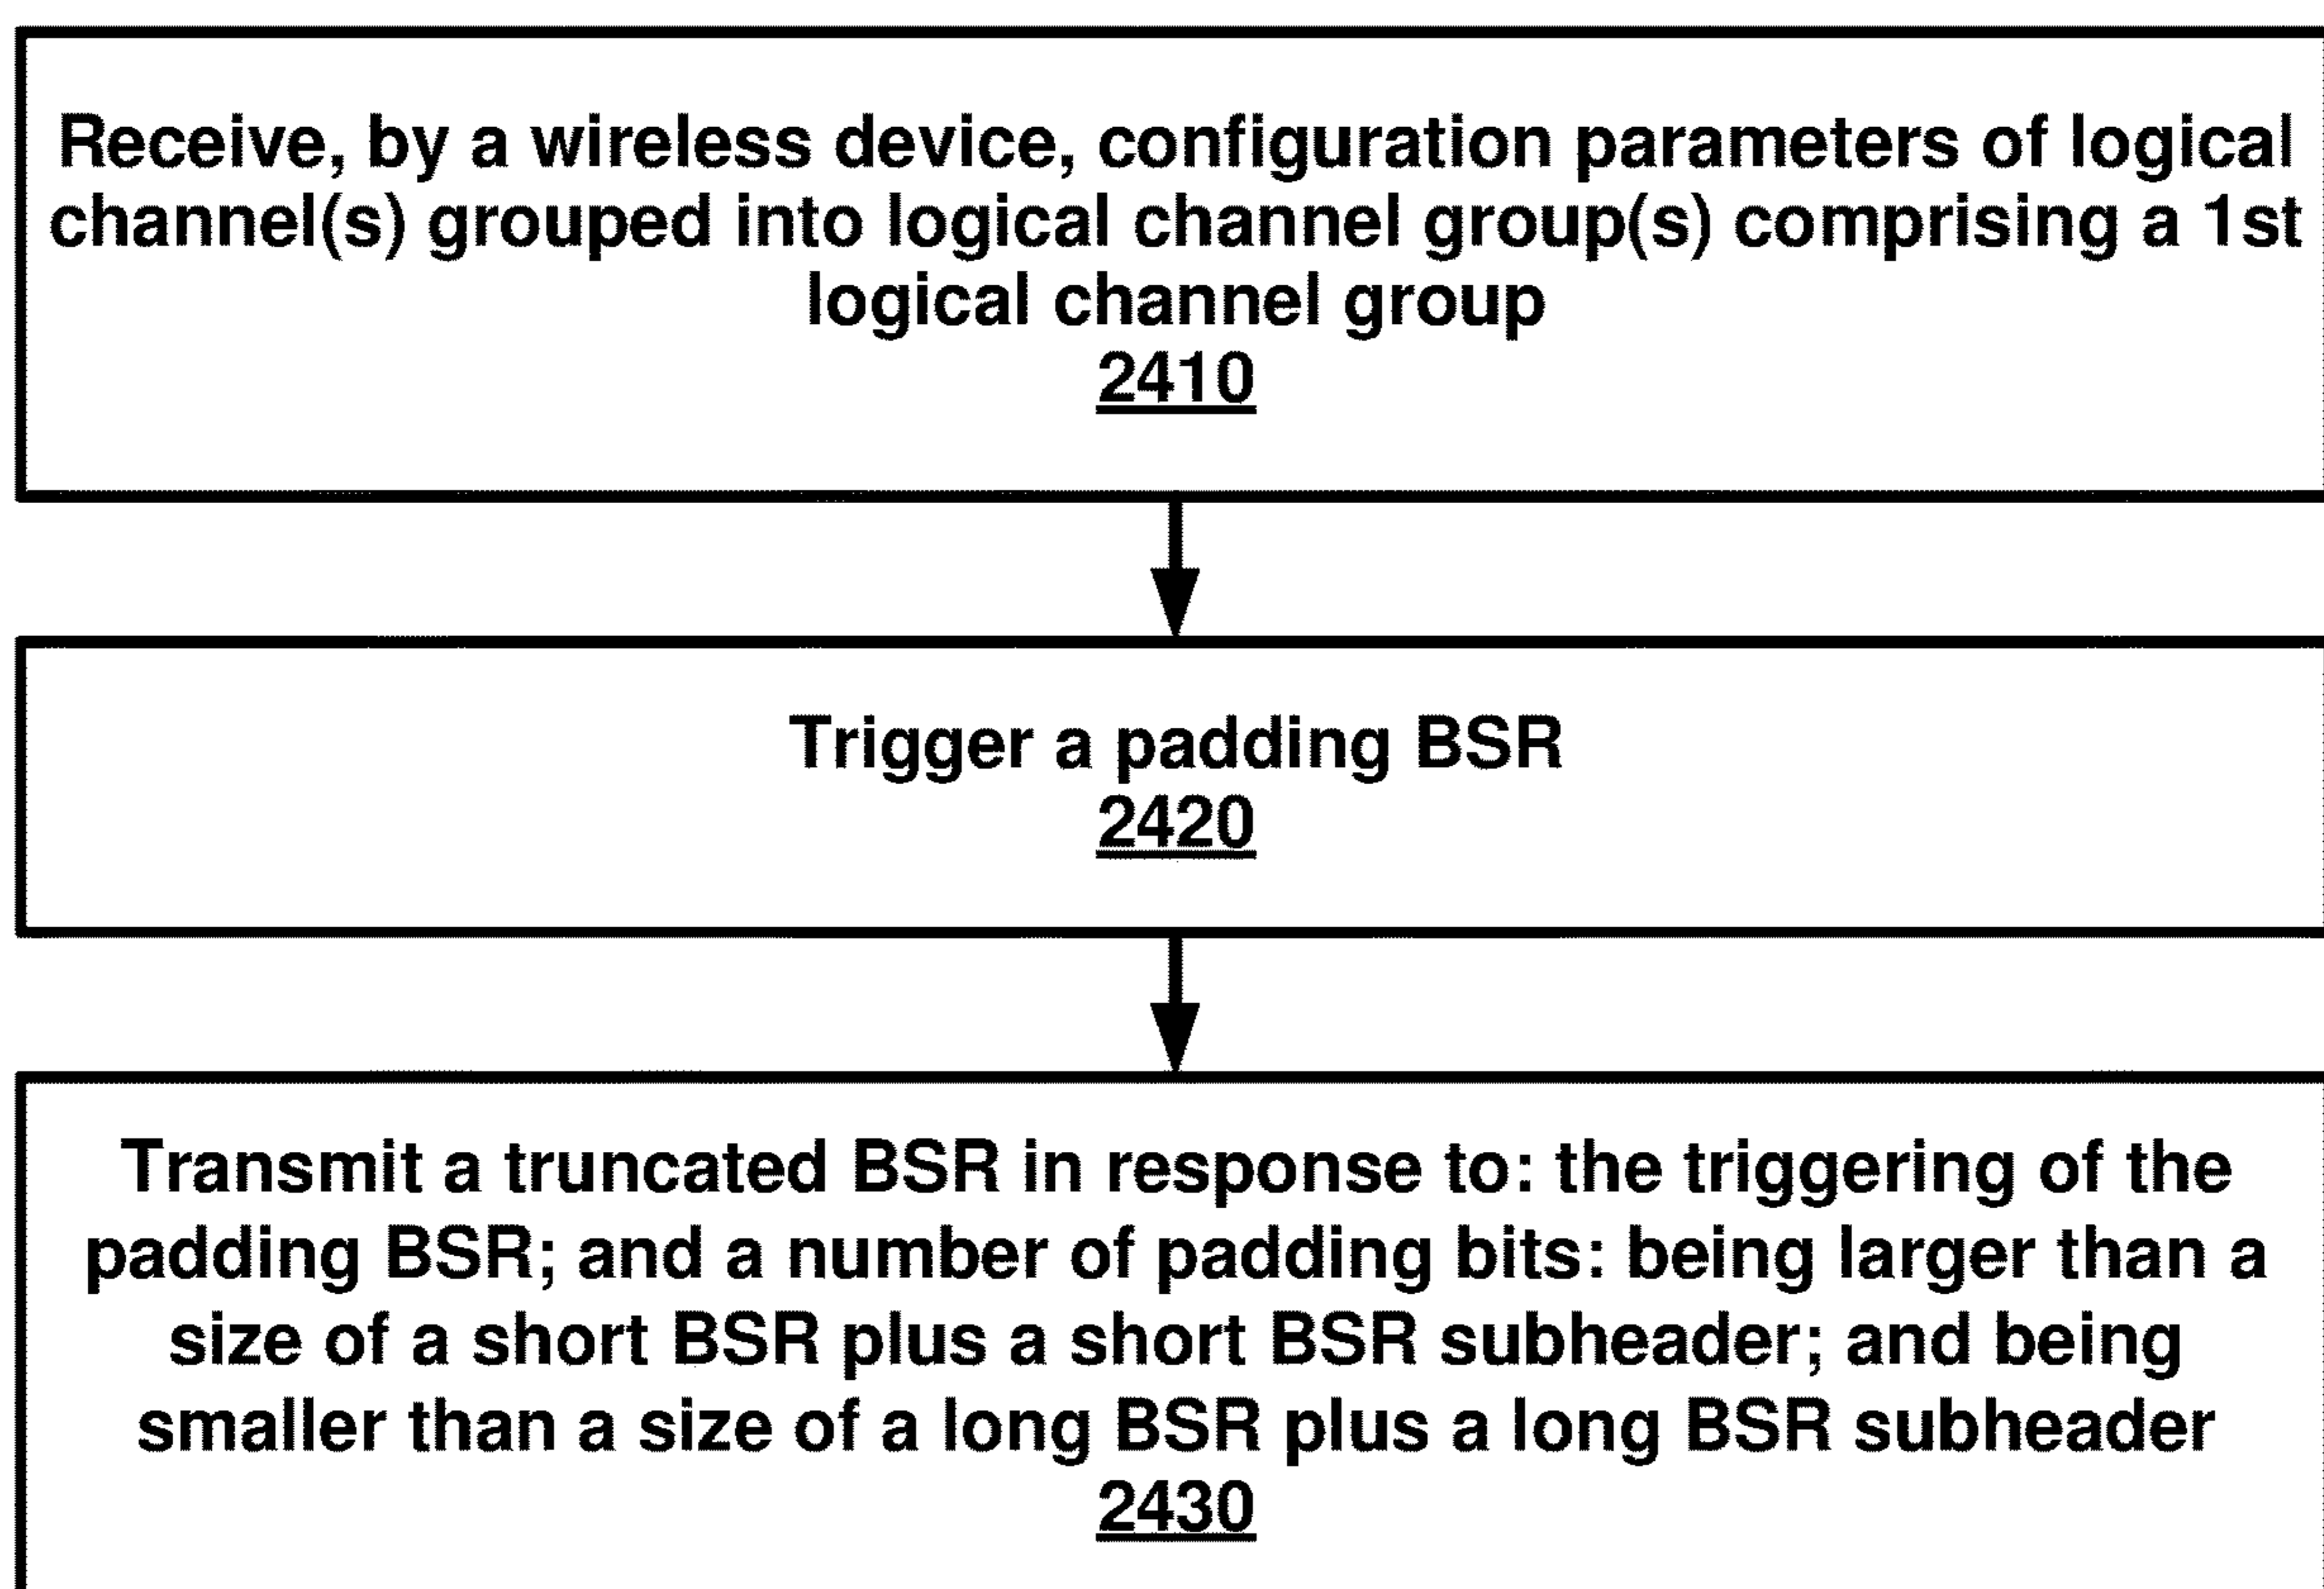 Receive, by a wireless device, configuration parameters of logical
channel(s) grouped into logical channel group(s) comprising a 1st
logical channel group
2410
Trigger a padding BSR
2420
Transmit a truncated BSR in response to: the triggering of the
padding BSR; and a number of padding bits: being larger than a
size of a short BSR plus a short BSR subheader; and being
smaller than a size of a long BSR plus a long BSR subheader
2430